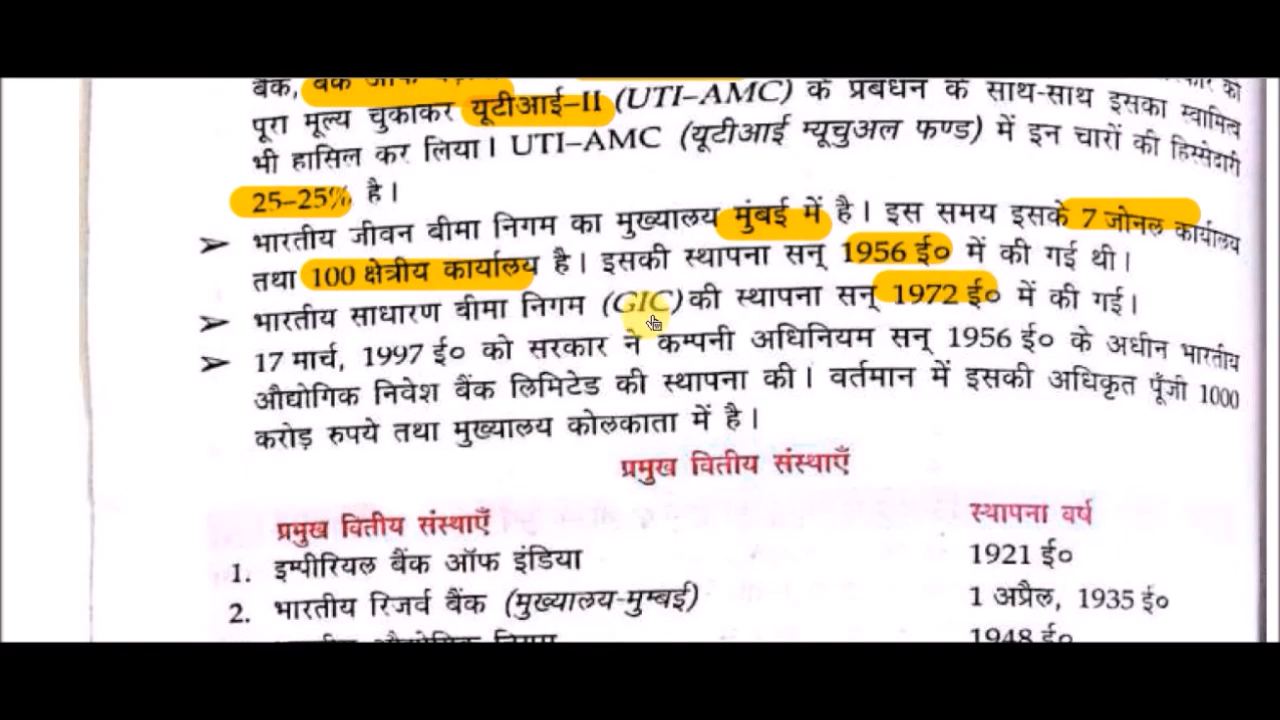 बैंक, बैंक ऑफ
पूरा मूल्य चुकाकर यूटीआई–II (UTI–AMC) के प्रबंधन के साथ-साथ इसका स्वामित्व
भी हासिल कर लिया। UTI–AMC (यूटीआई म्यूचुअल फण्ड) में इन चारों की हिस्सेदारी
25–25% है।
➢ भारतीय जीवन बीमा निगम का मुख्यालय मुंबई में है। इस समय इसके 7 जोनल कार्यालय
तथा 100 क्षेत्रीय कार्यालय है। इसकी स्थापना सन् 1956 ई० में की गई थी।
➢ भारतीय साधारण बीमा निगम (GIC) की स्थापना सन् 1972 ई० में की गई।
➢ 17 मार्च, 1997 ई० को सरकार ने कम्पनी अधिनियम सन् 1956 ई० के अधीन भारतीय
औद्योगिक निवेश बैंक लिमिटेड की स्थापना की। वर्तमान में इसकी अधिकृत पूँजी 1000
करोड़ रुपये तथा मुख्यालय कोलकाता में है।
प्रमुख वितीय संस्थाएँ
प्रमुख वितीय संस्थाएँ स्थापना वर्ष
1. इम्पीरियल बैंक ऑफ इंडिया 1921 ई०
2. भारतीय रिजर्व बैंक (मुख्यालय-मुम्बई) 1 अप्रैल, 1935 ई०
1948 ई०